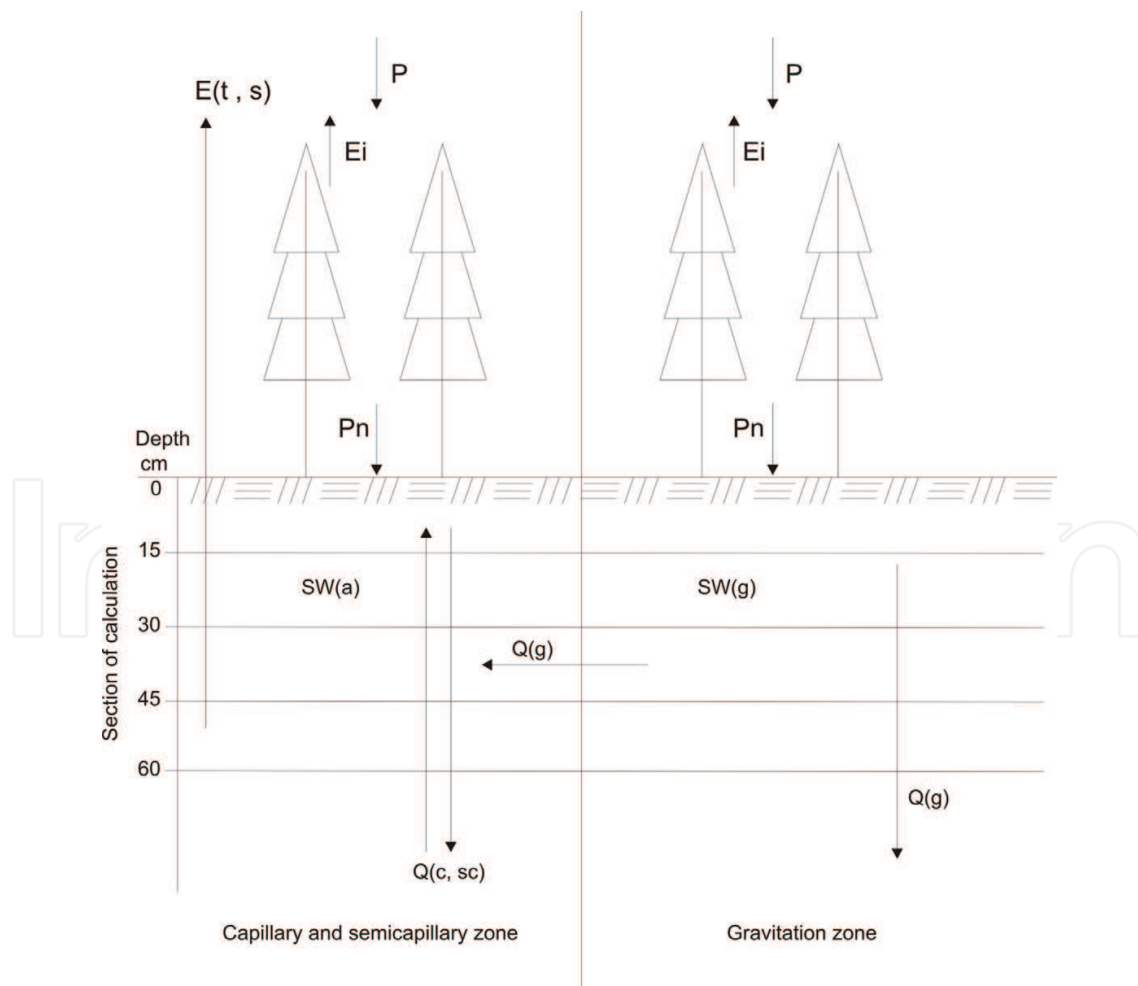 P
P
E(t , s)
Ei
Ei
Pn
Pn
Depth
cm
0
15
SW(a)
SW(g)
30
Q(g)
45
60
Q(g)
Q(c, sc)
Section of calculation
Capillary and semicapillary zone
Gravitation zone